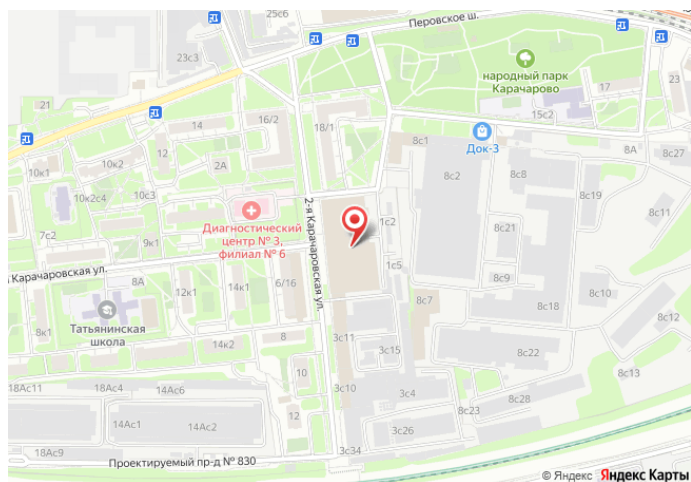 25с6
Перовское ш.
23с3
народный парк
Карачарово
17
23
21
14
16/2
18/1
15с2
12
8с1
Док-3
8А
8с27
10к2
2А
8с2
8с8
10к1
10с3
8с19
10к2с4
2-я Карачаровская ул.
1с2
8с11
Диагностический
центр № 3,
филиал № 6
7с2
9к1
8с21
я Карачаровская ул.
1с5
8А
6/16
8с9
12к1
14к1
8с7
8с10
8с18
Татьянинская
школа
8к1
8с12
8
3с11
14к2
3с15
8с22
10
8с13
18Ас11
18Ас4
14Ас6
3с10
3с4
8с28
8с23
14Ас1
14Ас2
12
3с26
18Ас9
3с34
Проектируемый пр-д № 830
© Яндекс Яндекс Карты